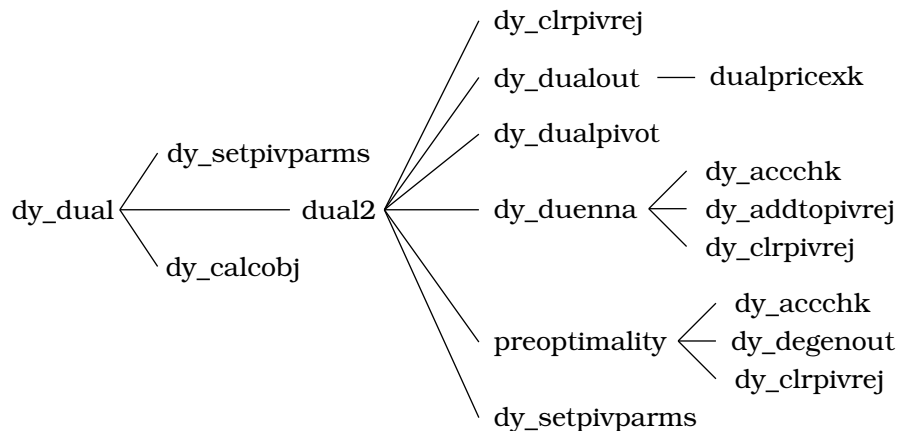 dy_clrpivrej
dy_dualout
dualpricexk
dy_dualpivot
dy_setpivparms
dy_accchk
dy_dual
dual2
dy_duenna
dy_addtopivrej
dy_clrpivrej
dy_calcobj
dy_accchk
preoptimality
dy_degenout
dy_clrpivrej
dy_setpivparms